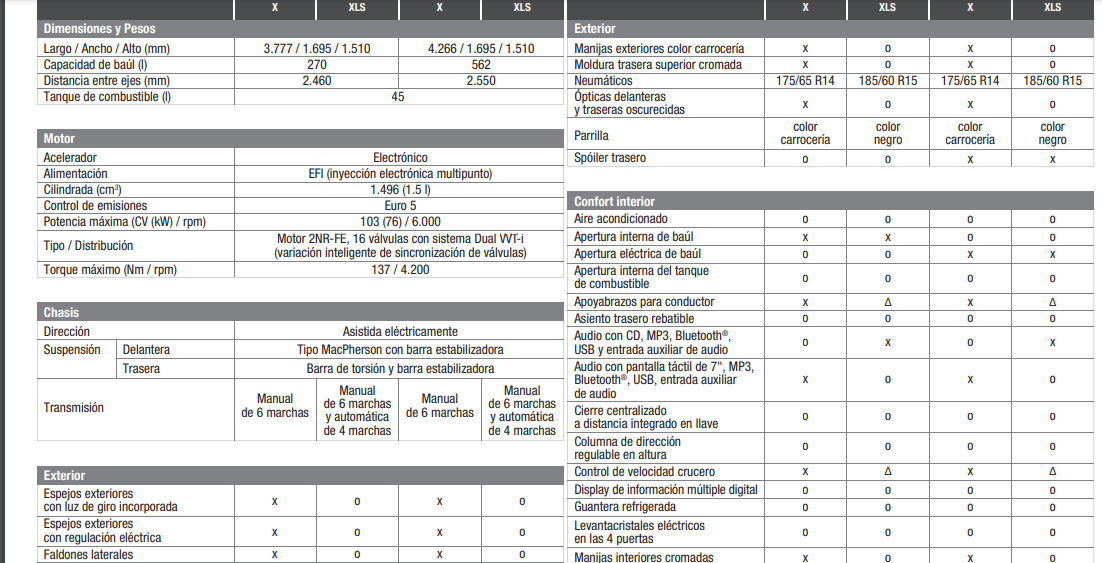 X XLS X XLS
Dimensiones y Pesos
Largo / Ancho / Alto (mm) 3.777 / 1.695 / 1.510 4.266 / 1.695 / 1.510
Capacidad de baúl (l) 270 562
Distancia entre ejes (mm) 2.460 2.550
Tanque de combustible (l) 45
Motor
Acelerador Electrónico
Alimentación EFI (inyección electrónica multipunto)
Cilindrada (cm³) 1.496 (1.5 l)
Control de emisiones Euro 5
Potencia máxima (CV (kW) / rpm) 103 (76) / 6.000
Tipo / Distribución Motor 2NR-FE, 16 válvulas con sistema Dual VVT-i
(variación inteligente de sincronización de válvulas)
Torque máximo (Nm / rpm) 137 / 4.200
Chasis
Dirección Asistida eléctricamente
Suspensión Delantera Tipo MacPherson con barra estabilizadora
Trasera Barra de torsión y barra estabilizadora
Transmisión
Manual
de 6 marchas
Manual
de 6 marchas
y automática
de 4 marchas
Manual
de 6 marchas
Manual
de 6 marchas
y automática
de 4 marchas
Exterior
Espejos exteriores
con luz de giro incorporada x o x o
Espejos exteriores
con regulación eléctrica x o x o
Faldones laterales x o x o
X XLS X XLS
Exterior
Manijas exteriores color carrocería x o x o
Moldura trasera superior cromada x o x o
Neumáticos 175/65 R14 185/60 R15 175/65 R14 185/60 R15
Ópticas delanteras
y traseras oscurecidas x o x o
Parrilla
color
carrocería
color
negro
color
carrocería
color
negro
Spóiler trasero o o x x
Confort interior
Aire acondicionado o o o o
Apertura interna de baúl x x o o
Apertura eléctrica de baúl o o x x
Apertura interna del tanque
de combustible o o o o
Apoyabrazos para conductor x Δ x Δ
Asiento trasero rebatible o o o o
Audio con CD, MP3, Bluetooth®,
USB y entrada auxiliar de audio o x o x
Audio con pantalla táctil de 7", MP3,
Bluetooth®, USB, entrada auxiliar
de audio x o x o
Cierre centralizado
a distancia integrado en llave o o o o
Columna de dirección
regulable en altura o o o o
Control de velocidad crucero x Δ x Δ
Display de información múltiple digital o o o o
Guantera refrigerada o o o o
Levantacristales eléctricos
en las 4 puertas o o o o
Manijas interiores cromadas x o x o